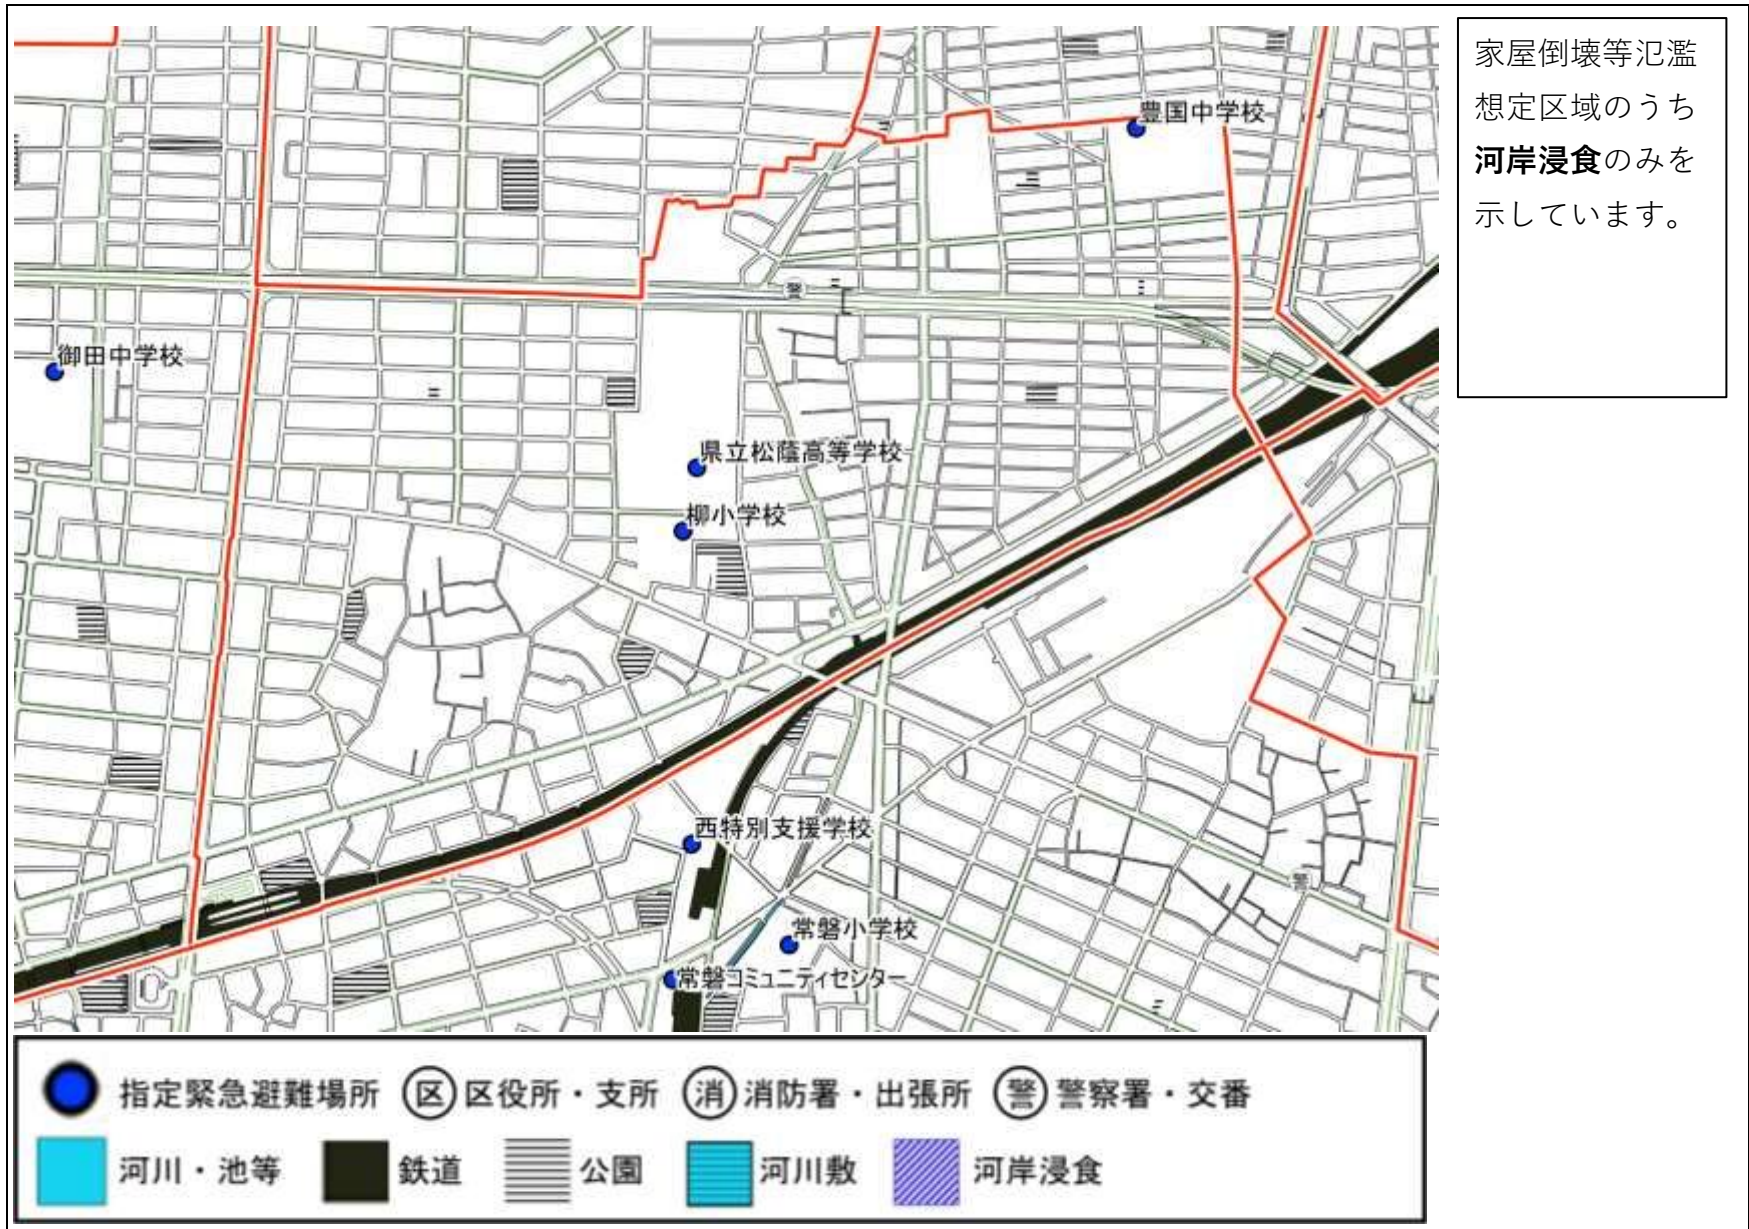 家屋倒壊等氾濫
想定区域のうち
河岸浸食のみを
示しています。
豊国中学校
警
御田中学校
県立松蔭高等学校
柳小学校
西特別支援学校
警
常磐小学校
常磐コミュニティセンター
指定緊急避難場所 区 区役所・支所 消 消防署・出張所 警 警察署・交番
河川・池等 鉄道 公園 河川敷 河岸浸食